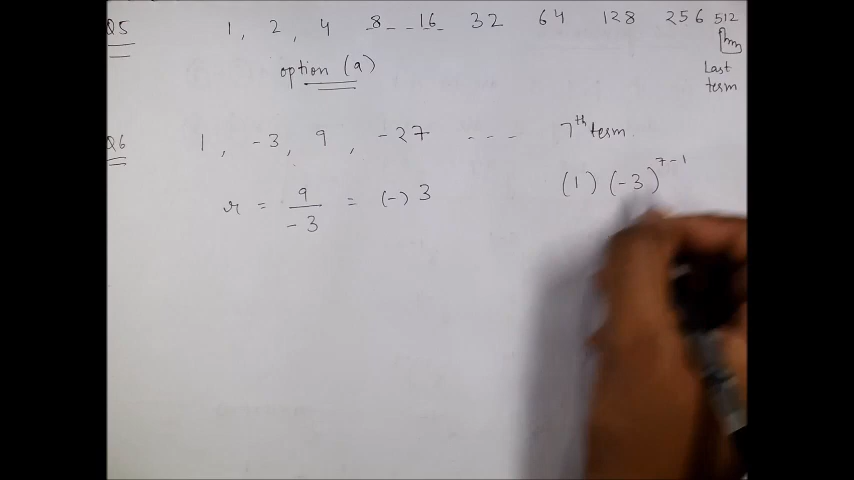 Q5 1, 2, 4 8 16 32 64 128 256 512
option (a)
Last
term
Q6 1, -3, 9, -27 --- 7th term
r = 9/-3 = (-) 3
(1) (-3)^7-1